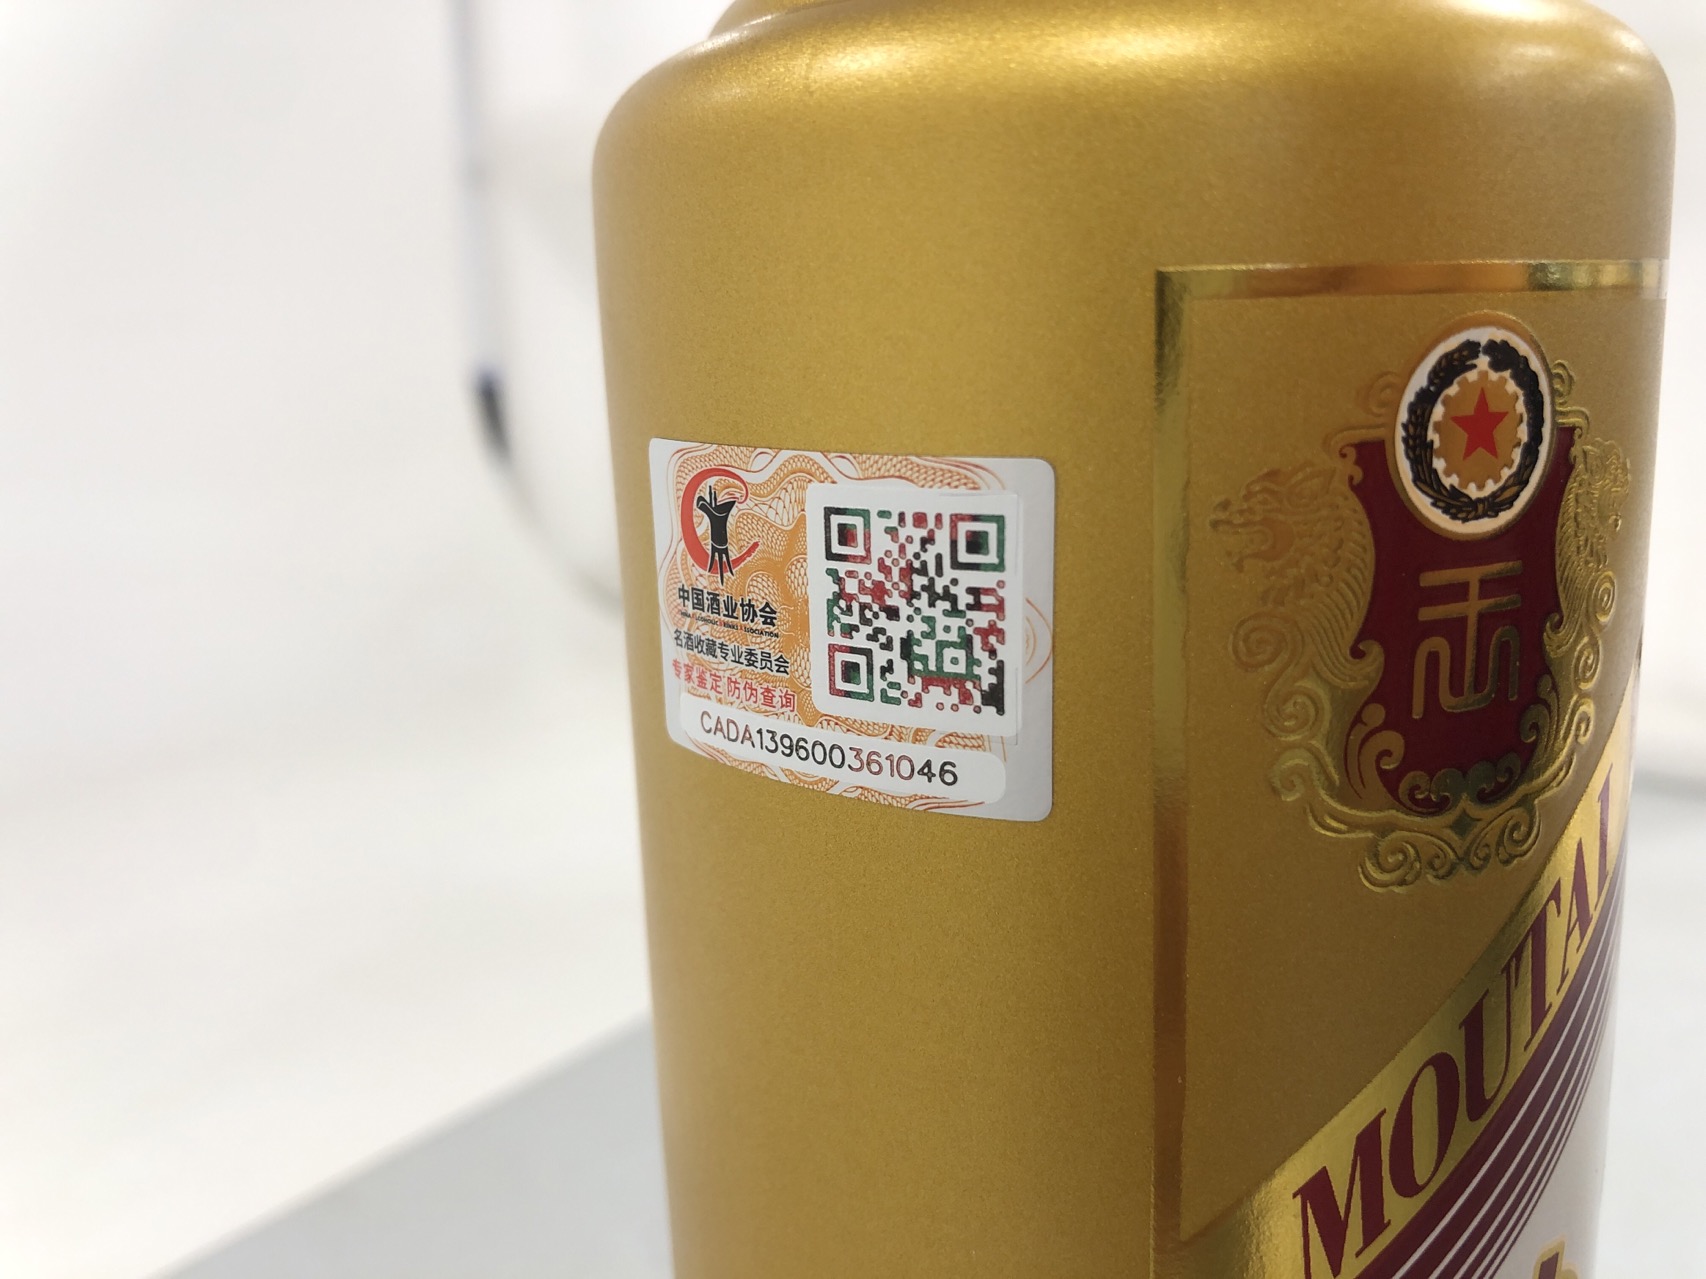 中国酒业协会
名酒收藏专业委员会
专家鉴定 防伪查询
CADA139600361046
MOUTAI